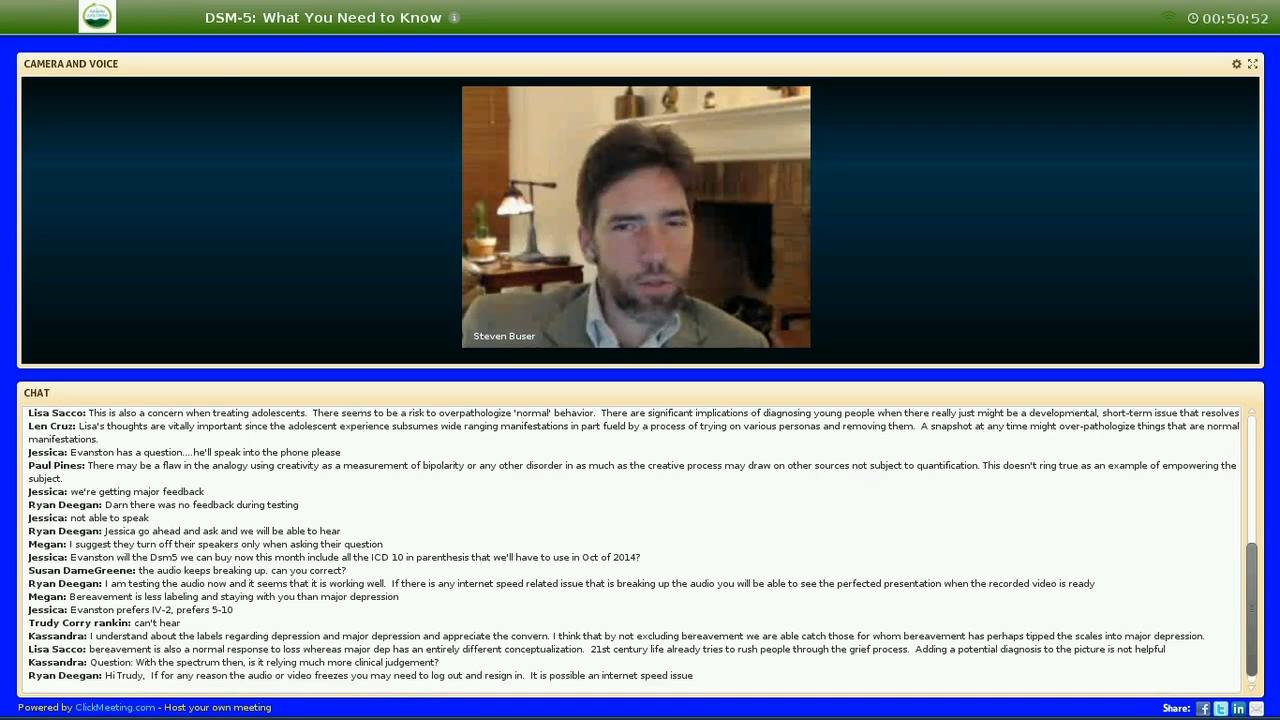 DSM-5: What You Need to Know
00:50:52
CAMERA AND VOICE
Steven Buser
CHAT
Lisa Sacco: This is also a concern when treating adolescents. There seems to be a risk to overpathologize 'normal' behavior. There are significant implications of diagnosing young people when there really just might be a developmental, short-term issue that resolves
Len Cruz: Lisa's thoughts are vitally important since the adolescent experience subsumes wide ranging manifestations in part fueld by a process of trying on various personas and removing them. A snapshot at any time might over-pathologize things that are normal
manifestations.
Jessica: Evanston has a question....he'll speak into the phone please
Paul Pines: There may be a flaw in the analogy using creativity as a measurement of bipolarity or any other disorder in as much as the creative process may draw on other sources not subject to quantification. This doesn't ring true as an example of empowering the
subject.
Jessica: we're getting major feedback
Ryan Deegan: Darn there was no feedback during testing
Jessica: not able to speak
Ryan Deegan: Jessica go ahead and ask and we will be able to hear
Megan: I suggest they turn off their speakers only when asking their question
Jessica: Evanston will the Dsm5 we can buy now this month include all the ICD 10 in parenthesis that we'll have to use in Oct of 2014?
Susan DameGreene: the audio keeps breaking up. can you correct?
Ryan Deegan: I am testing the audio now and it seems that it is working well. If there is any internet speed related issue that is breaking up the audio you will be able to see the perfected presentation when the recorded video is ready
Megan: Bereavement is less labeling and staying with you than major depression
Jessica: Evanston prefers IV-2, prefers 5-10
Trudy Corry rankin: can't hear
Kassandra: I understand about the labels regarding depression and major depression and appreciate the convern. I think that by not excluding bereavement we are able catch those for whom bereavement has perhaps tipped the scales into major depression.
Lisa Sacco: bereavement is also a normal response to loss whereas major dep has an entirely different conceptualization. 21st century life already tries to rush people through the grief process. Adding a potential diagnosis to the picture is not helpful
Kassandra: Question: With the spectrum then, is it relying much more clinical judgement?
Ryan Deegan: Hi Trudy, If for any reason the audio or video freezes you may need to log out and resign in. It is possible an internet speed issue
Powered by ClickMeeting.com - Host your own meeting
Share: